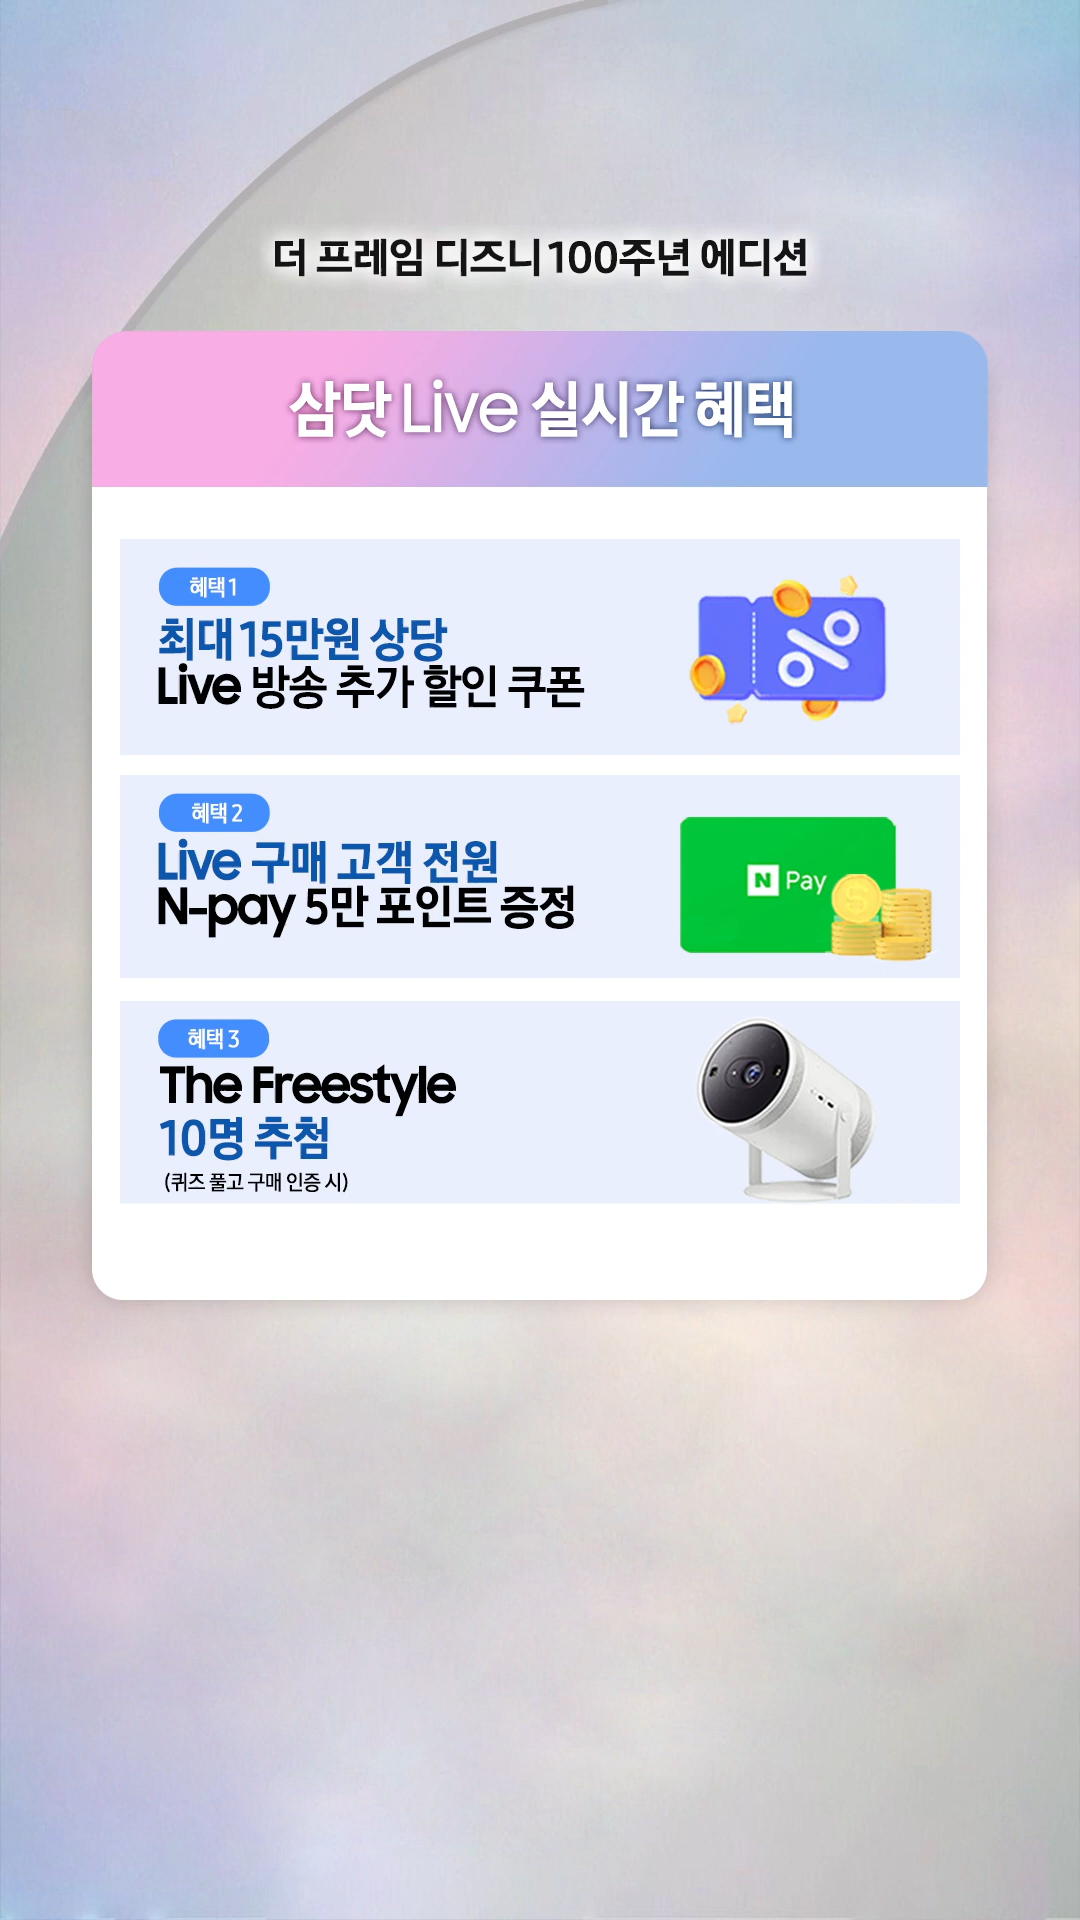 더 프레임 디즈니 100주년 에디션
삼닷 Live 실시간 혜택
혜택 1
최대 15만원 상당
Live 방송 추가 할인 쿠폰
혜택 2
Live 구매 고객 전원
N-pay 5만 포인트 증정
N Pay
혜택 3
The Freestyle
10명 추첨
(퀴즈 풀고 구매 인증 시)